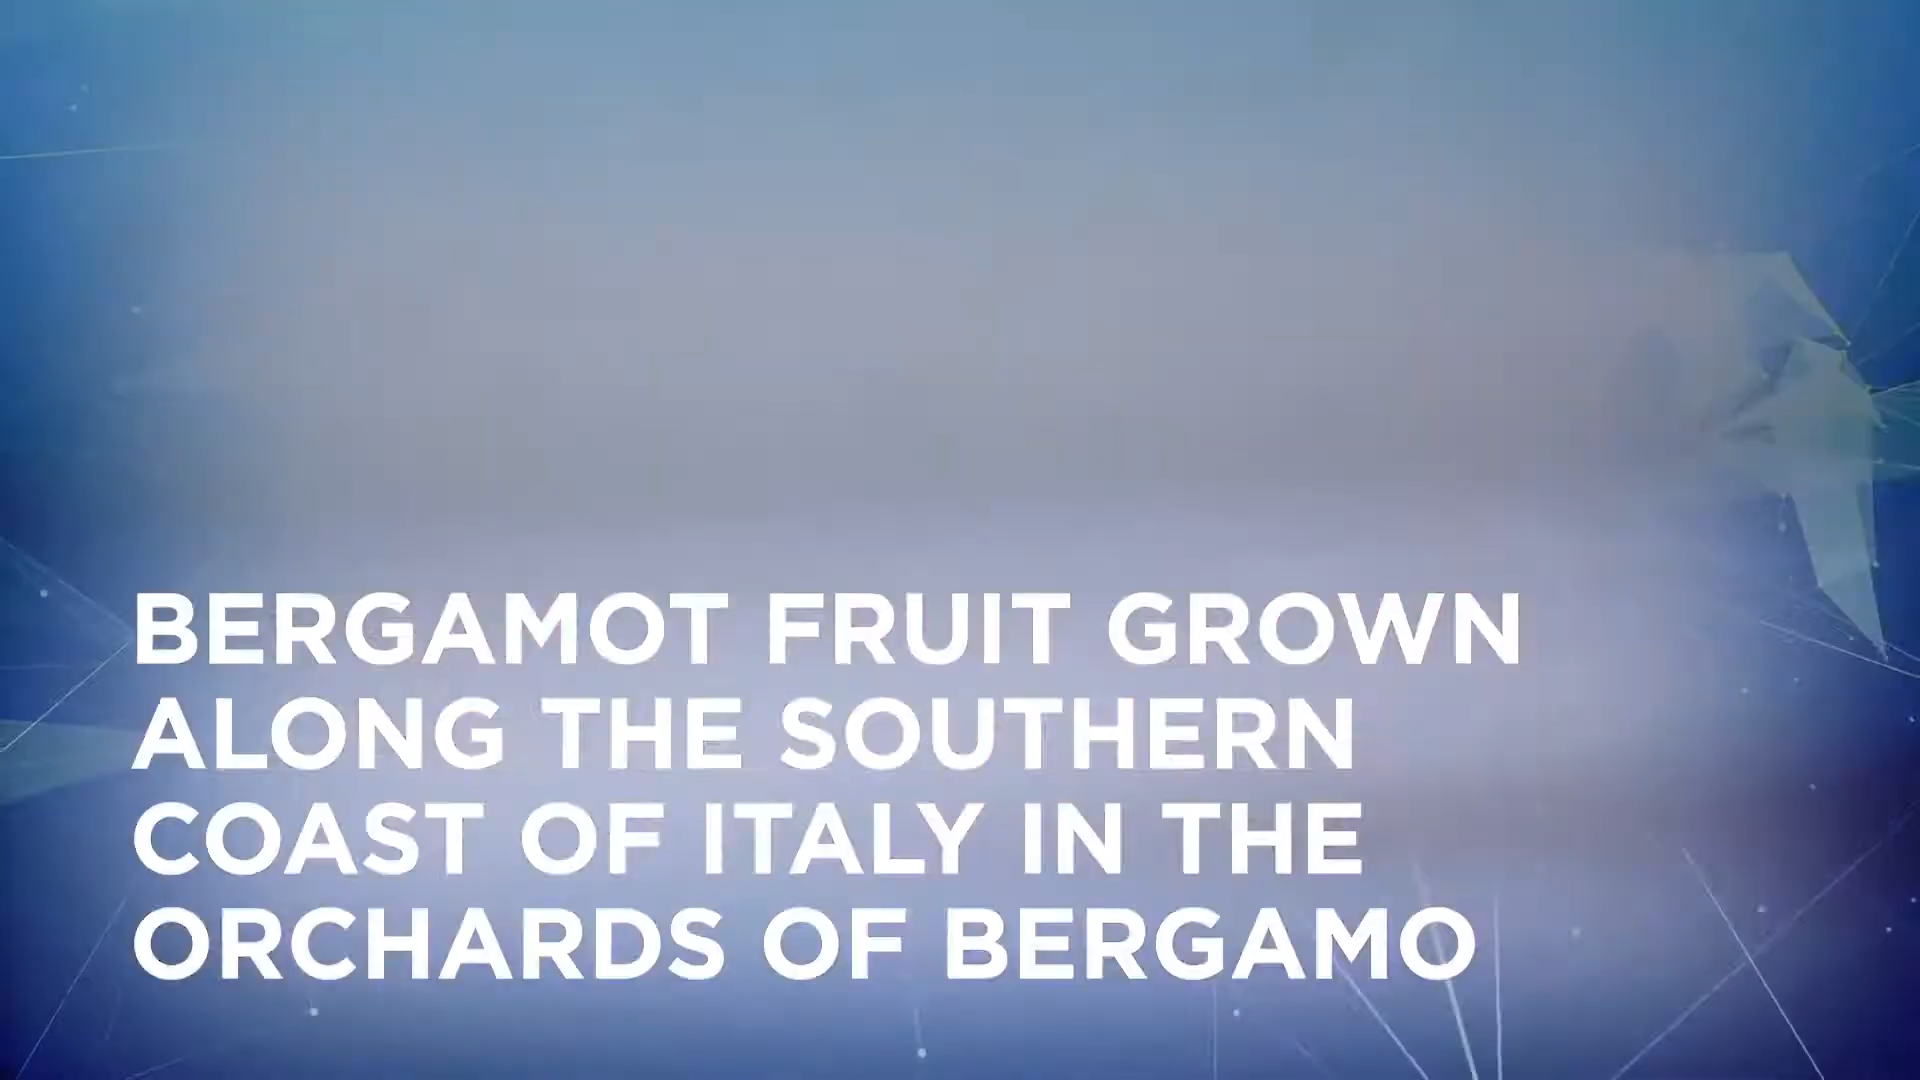 BERGAMOT FRUIT GROWN
ALONG THE SOUTHERN
COAST OF ITALY IN THE
ORCHARDS OF BERGAMO